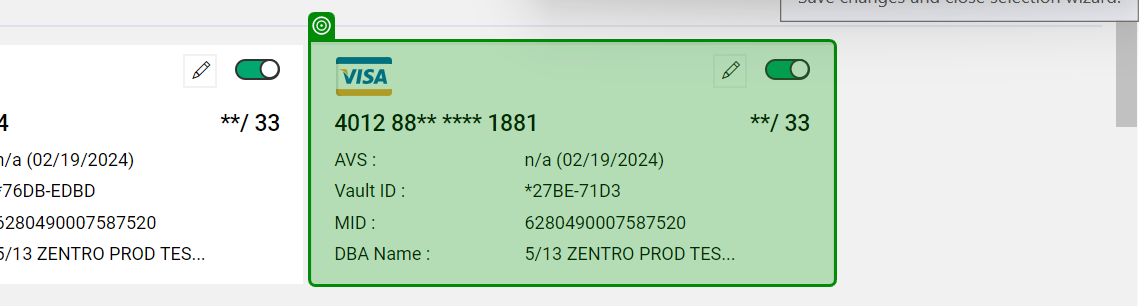 Save changes and close selection wizard.
4 **/ 33
n/a (02/19/2024)
*76DB-EDBD
6280490007587520
5/13 ZENTRO PROD TES...
VISA
4012 88** **** 1881 **/ 33
AVS : n/a (02/19/2024)
Vault ID : *27BE-71D3
MID : 6280490007587520
DBA Name : 5/13 ZENTRO PROD TES...